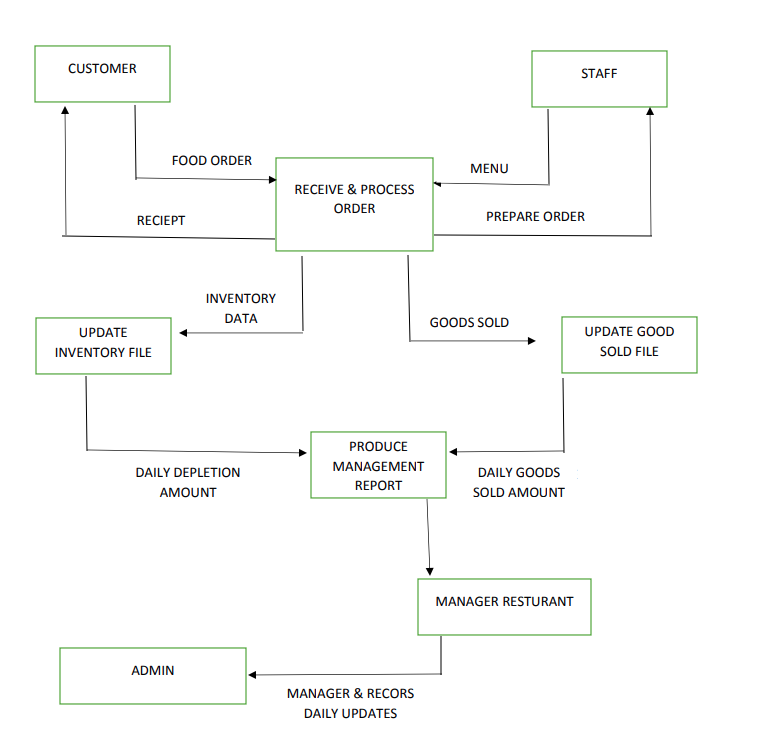 CUSTOMER
STAFF
FOOD ORDER
MENU
RECEIVE & PROCESS
ORDER
RECIEPT
PREPARE ORDER
INVENTORY
DATA
GOODS SOLD
UPDATE
INVENTORY FILE
UPDATE GOOD
SOLD FILE
PRODUCE
MANAGEMENT
REPORT
DAILY DEPLETION
AMOUNT
DAILY GOODS
SOLD AMOUNT
MANAGER RESTURANT
ADMIN
MANAGER & RECORS
DAILY UPDATES